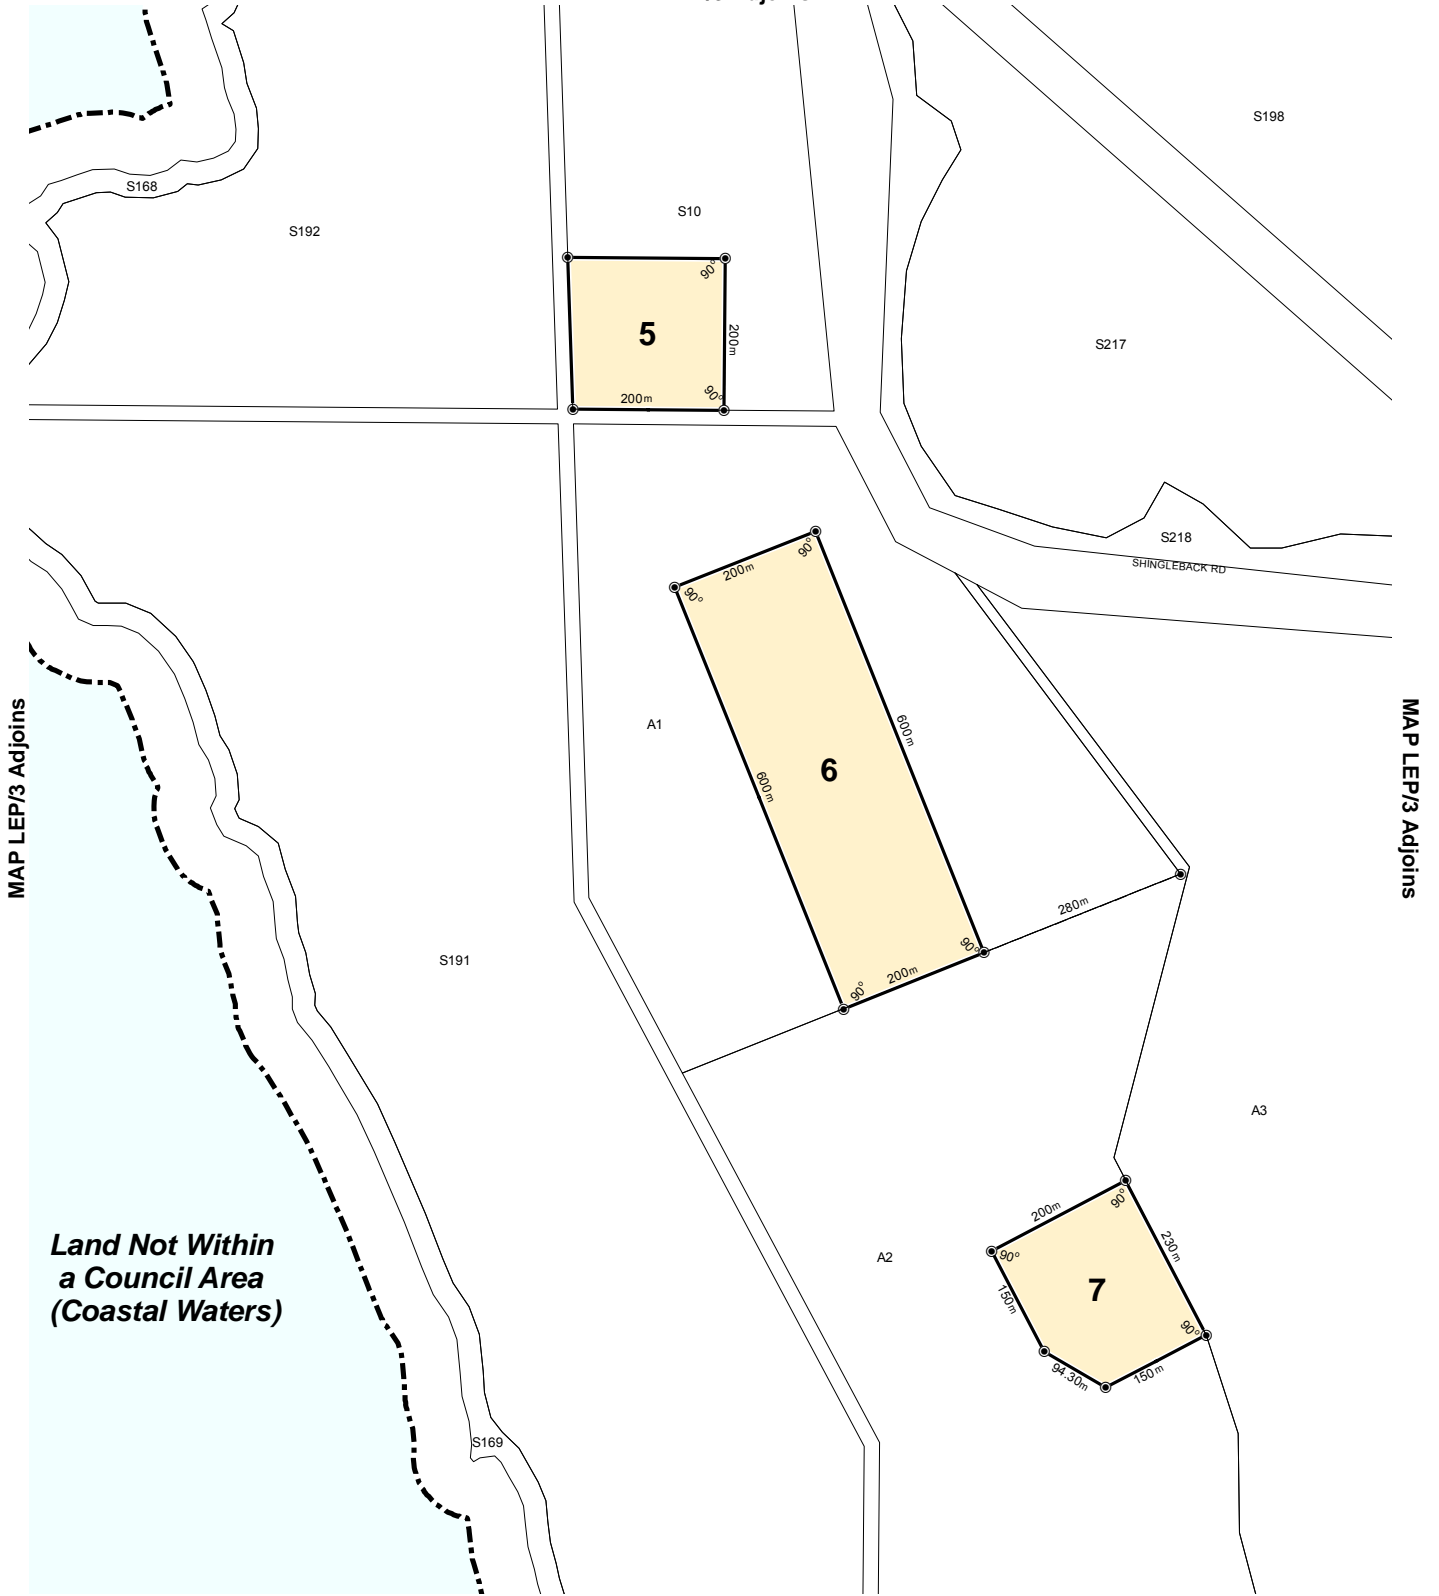 S198
S168
S10
S192
90°
5
200m
S217
90°
200m
S218
SHINGLEBACK RD
90°
200m
90°
MAP LEP/3 Adjoins
MAP LEP/3 Adjoins
A1
600m
6
600m
280m
90°
S191
200m
90°
A3
90°
200m
Land Not Within
a Council Area
(Coastal Waters)
230m
90°
A2
7
150m
90°
150m
94.30m
S169